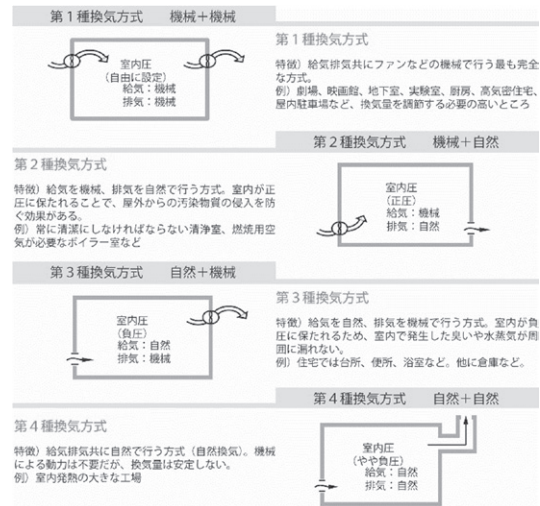 第１種換気方式　機械＋機械
室内圧
（自由に設定）
給気：機械
排気：機械
第１種換気方式
特徴）給気排気共にファンなどの機械で行う最も完全
な方式。
例）劇場、映画館、地下室、実験室、厨房、高気密住宅、
屋内駐車場など、換気量を調節する必要の高いところ
第２種換気方式　機械＋自然
第２種換気方式
特徴）給気を機械、排気を自然で行う方式。室内が正
圧に保たれることで、屋外からの汚染物質の侵入を防
ぐ効果がある。
例）常に清潔にしなければならない清浄室、燃焼用空
気が必要なボイラー室など
室内圧
（正圧）
給気：機械
排気：自然
第３種換気方式　自然＋機械
室内圧
（負圧）
給気：自然
排気：機械
第３種換気方式
特徴）給気を自然、排気を機械で行う方式。室内が負
圧に保たれるため、室内で発生した臭いや水蒸気が周
囲に漏れない。
例）住宅では台所、便所、浴室など。他に倉庫など。
第４種換気方式　自然＋自然
第４種換気方式
特徴）給気排気共に自然で行う方式（自然換気）。機械
による動力は不要だが、換気量は安定しない。
例）室内発熱の大きな工場
室内圧
（やや負圧）
給気：自然
排気：自然